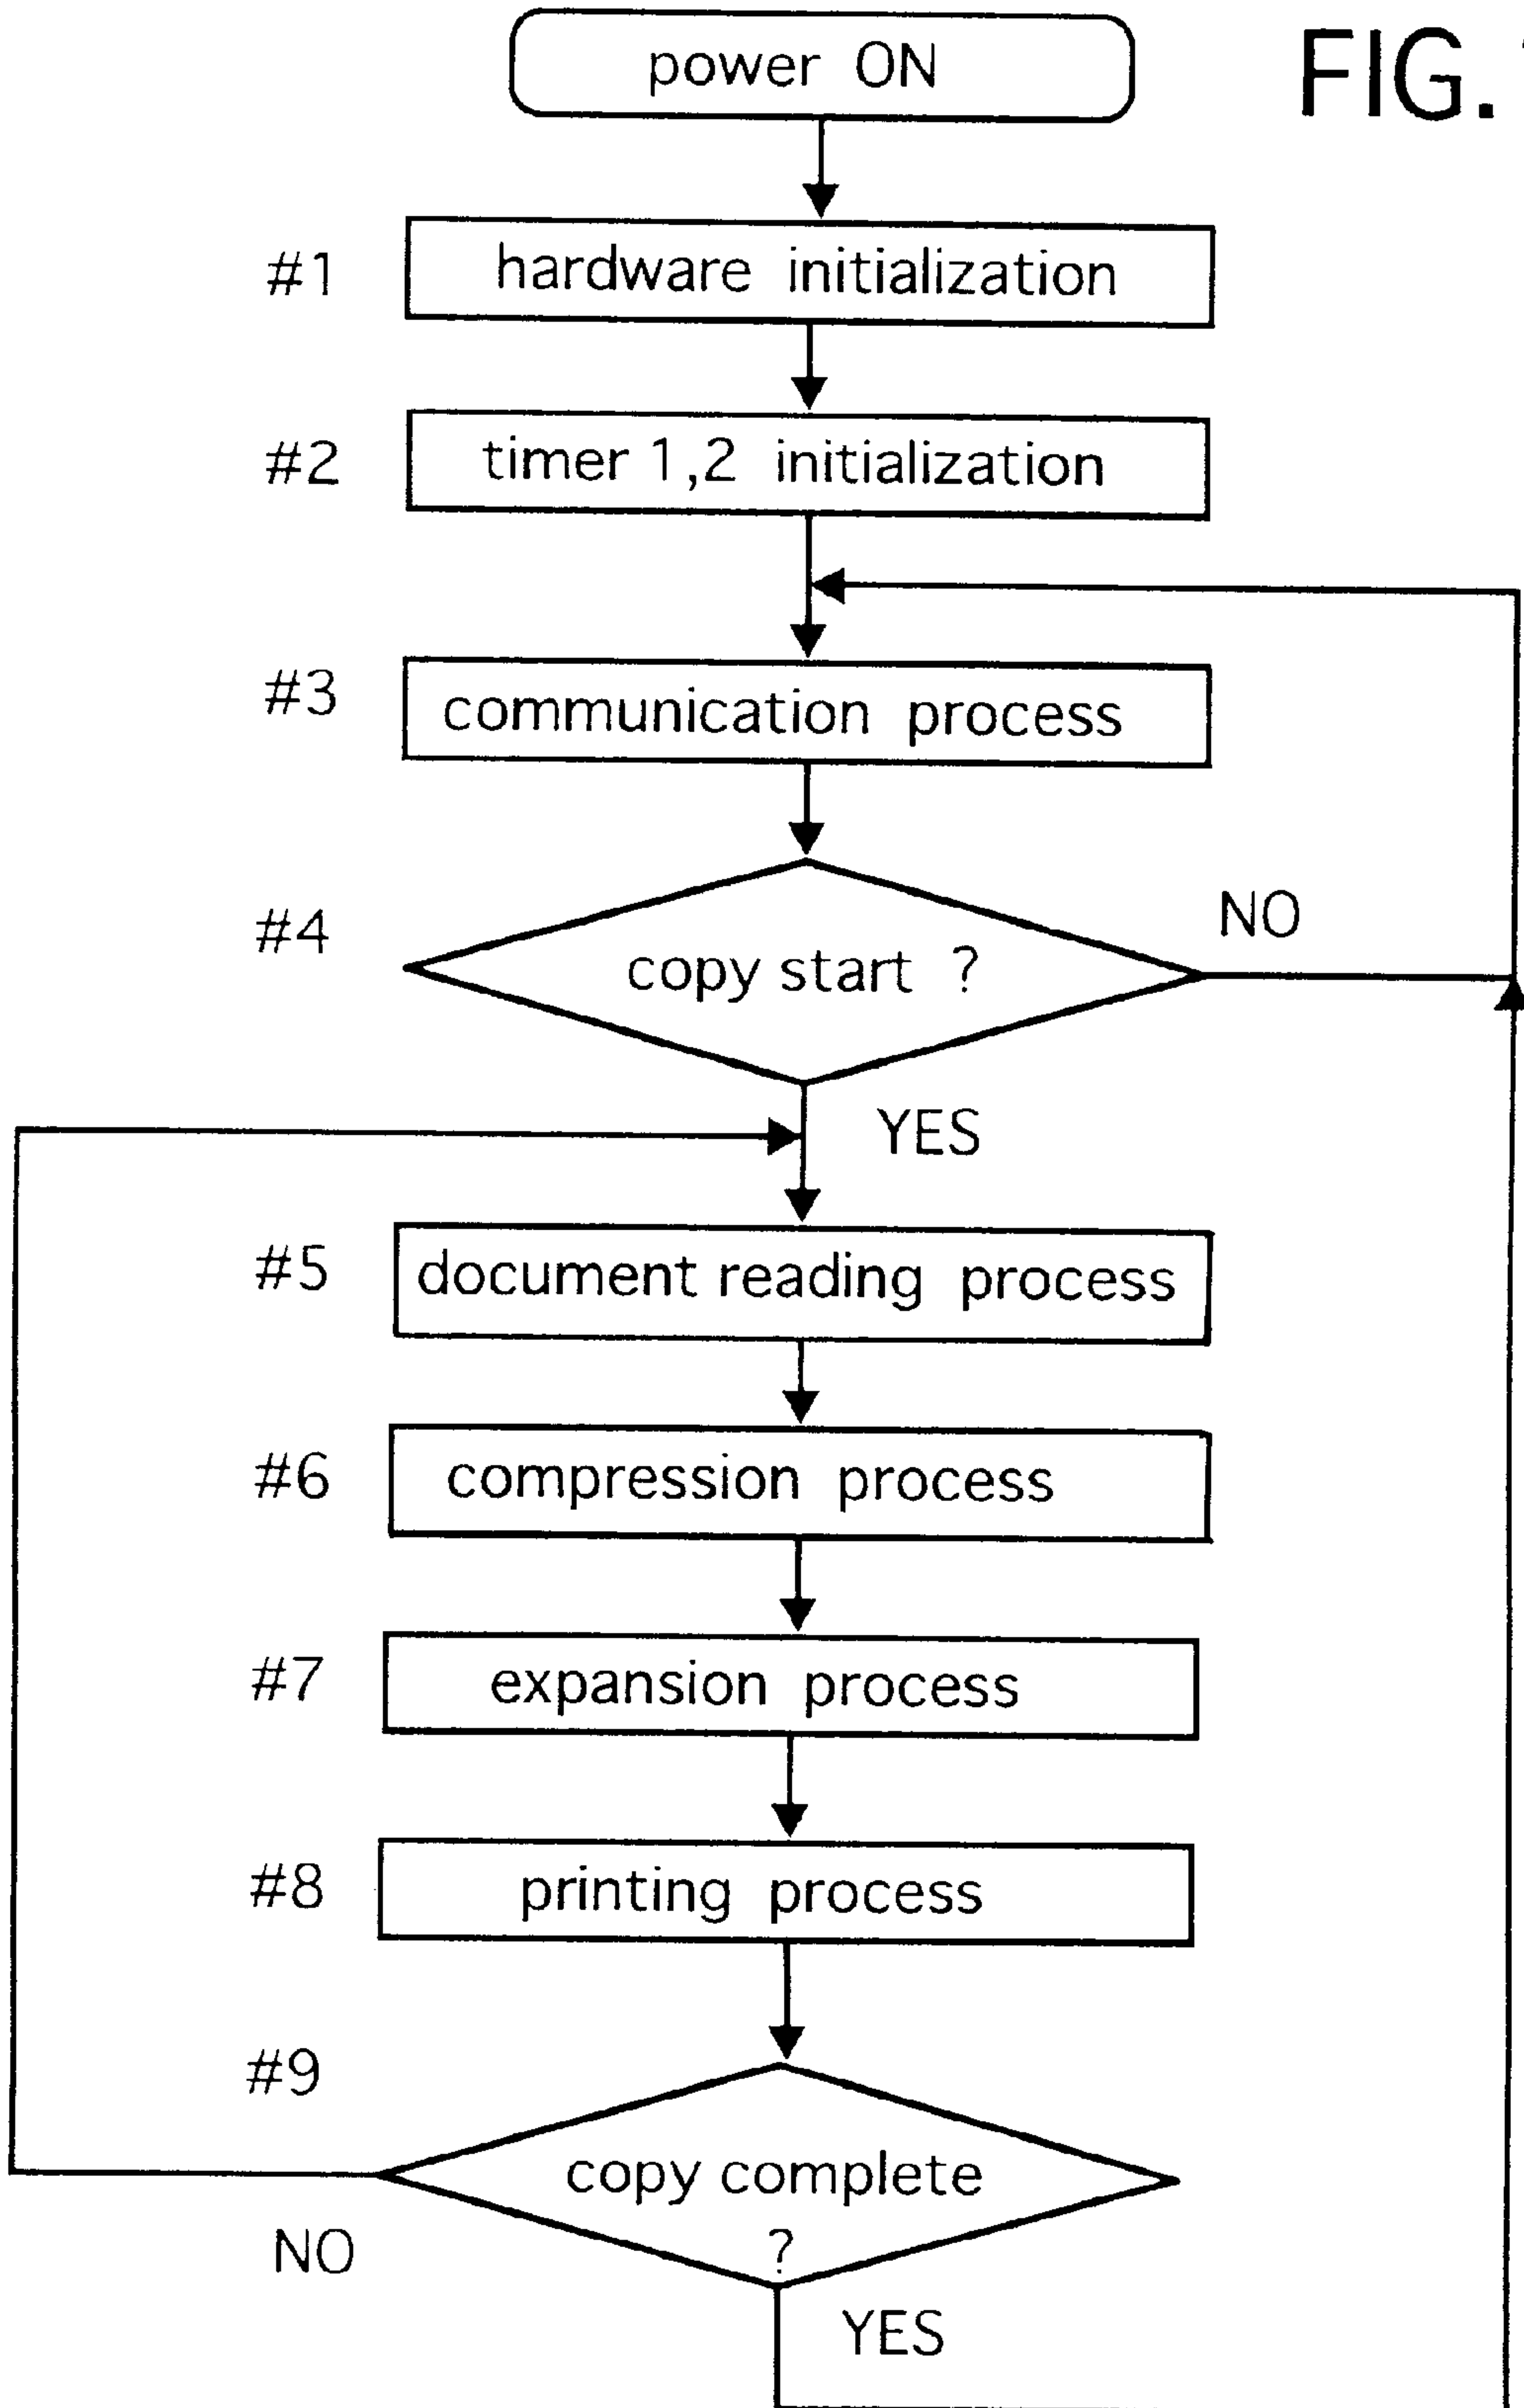 power ON
FIG.
#1
hardware initialization
#2
timer 1,2 initialization
#3
communication process
#4
copy start ?
NO
YES
#5
document reading process
#6
compression process
#7
expansion process
#8
printing process
#9
copy complete
?
NO
YES